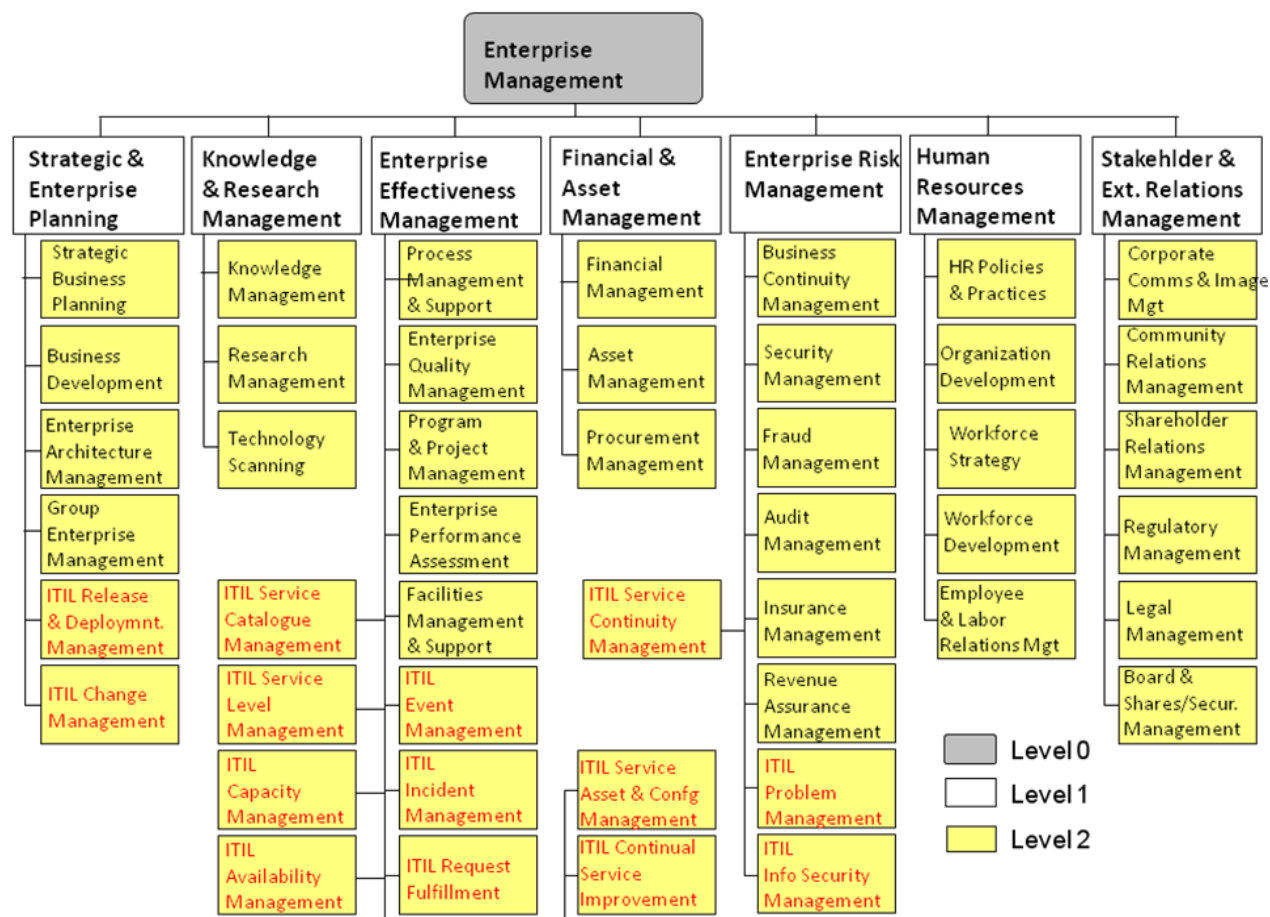 Enterprise
Management
Strategic &
Enterprise
Planning
Knowledge
& Research
Management
Enterprise
Effectiveness
Management
Financial &
Asset
Management
Enterprise Risk
Management
Human
Resources
Management
Stakehlder &
Ext. Relations
Management
Strategic
Business
Planning
Business
Development
Enterprise
Architecture
Management
Group
Enterprise
Management
ITIL Release
& Deploymnt.
Management
ITIL Change
Management
Knowledge
Management
Research
Management
Technology
Scanning
ITIL Service
Catalogue
Management
ITIL Service
Level
Management
ITIL
Capacity
Management
ITIL
Availability
Management
Process
Management
& Support
Enterprise
Quality
Management
Program
& Project
Management
Enterprise
Performance
Assessment
Facilities
Management
& Support
ITIL
Event
Management
ITIL
Incident
Management
ITIL Request
Fulfillment
Financial
Management
Asset
Management
Procurement
Management
ITIL Service
Continuity
Management
ITIL Service
Asset & Confg
Management
ITIL Continual
Service
Improvement
Business
Continuity
Management
Security
Management
Fraud
Management
Audit
Management
Insurance
Management
Revenue
Assurance
Management
ITIL
Problem
Management
ITIL
Info Security
Management
HR Policies
& Practices
Organization
Development
Workforce
Strategy
Workforce
Development
Employee
& Labor
Relations Mgt
Corporate
Comms & Image
Mgt
Community
Relations
Management
Shareholder
Relations
Management
Regulatory
Management
Legal
Management
Board &
Shares/Secur.
Management
Level 0
Level 1
Level 2